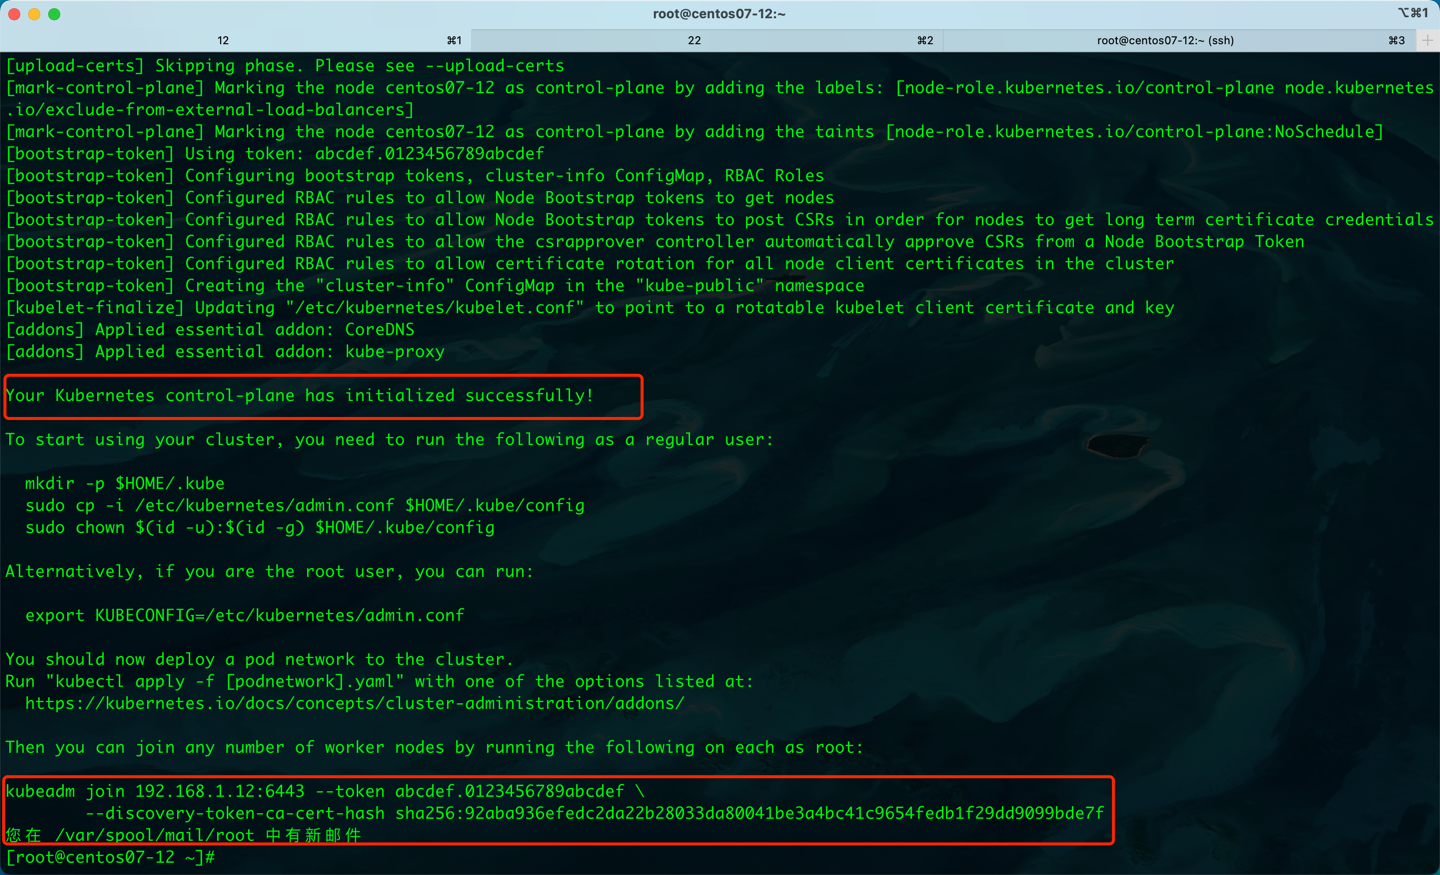 root@centos07-12:~
⌥⌘1
12 ⌘1 22 ⌘2 root@centos07-12:~ (ssh) ⌘3 +
[upload-certs] Skipping phase. Please see --upload-certs
[mark-control-plane] Marking the node centos07-12 as control-plane by adding the labels: [node-role.kubernetes.io/control-plane node.kubernetes
.io/exclude-from-external-load-balancers]
[mark-control-plane] Marking the node centos07-12 as control-plane by adding the taints [node-role.kubernetes.io/control-plane:NoSchedule]
[bootstrap-token] Using token: abcdef.0123456789abcdef
[bootstrap-token] Configuring bootstrap tokens, cluster-info ConfigMap, RBAC Roles
[bootstrap-token] Configured RBAC rules to allow Node Bootstrap tokens to get nodes
[bootstrap-token] Configured RBAC rules to allow Node Bootstrap tokens to post CSRs in order for nodes to get long term certificate credentials
[bootstrap-token] Configured RBAC rules to allow the csrapprover controller automatically approve CSRs from a Node Bootstrap Token
[bootstrap-token] Configured RBAC rules to allow certificate rotation for all node client certificates in the cluster
[bootstrap-token] Creating the "cluster-info" ConfigMap in the "kube-public" namespace
[kubelet-finalize] Updating "/etc/kubernetes/kubelet.conf" to point to a rotatable kubelet client certificate and key
[addons] Applied essential addon: CoreDNS
[addons] Applied essential addon: kube-proxy
Your Kubernetes control-plane has initialized successfully!
To start using your cluster, you need to run the following as a regular user:
mkdir -p $HOME/.kube
sudo cp -i /etc/kubernetes/admin.conf $HOME/.kube/config
sudo chown $(id -u):$(id -g) $HOME/.kube/config
Alternatively, if you are the root user, you can run:
export KUBECONFIG=/etc/kubernetes/admin.conf
You should now deploy a pod network to the cluster.
Run "kubectl apply -f [podnetwork].yaml" with one of the options listed at:
https://kubernetes.io/docs/concepts/cluster-administration/addons/
Then you can join any number of worker nodes by running the following on each as root:
kubeadm join 192.168.1.12:6443 --token abcdef.0123456789abcdef \
--discovery-token-ca-cert-hash sha256:92aba936efedc2da22b28033da80041be3a4bc41c9654fedb1f29dd9099bde7f
您在 /var/spool/mail/root 中有新邮件
[root@centos07-12 ~]#